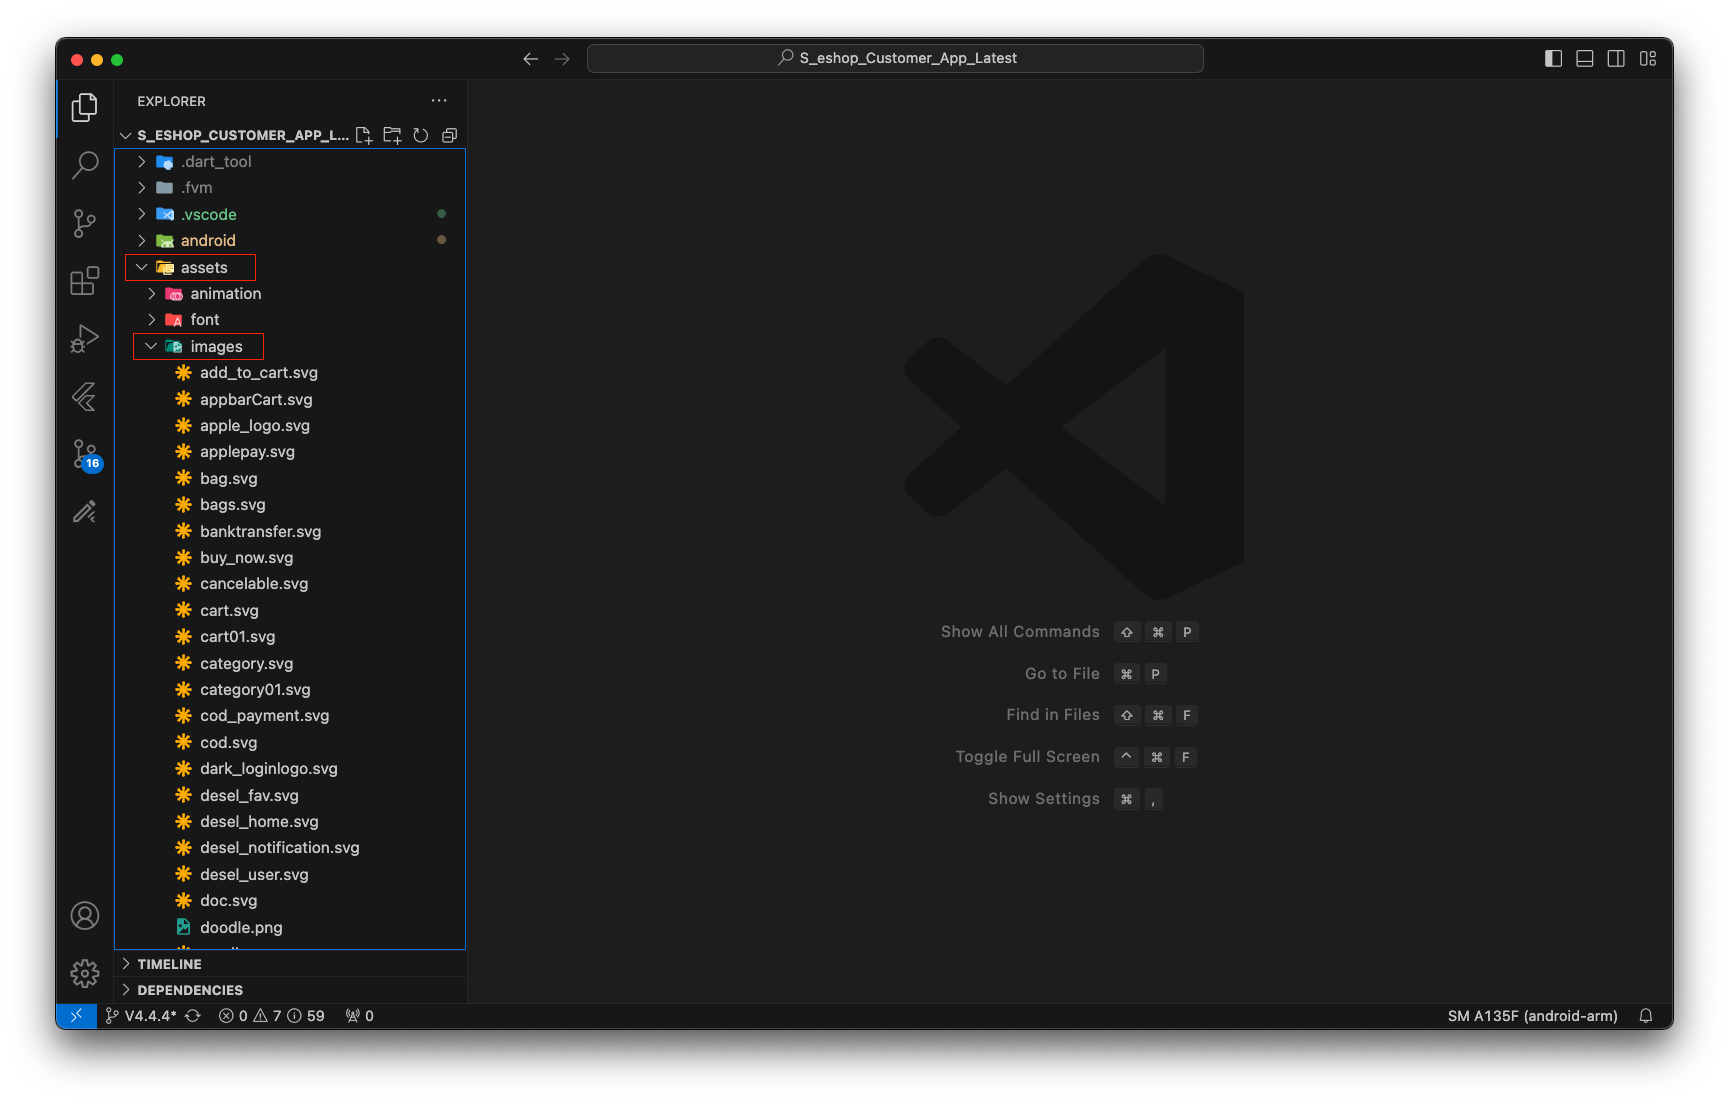 S_eshop_Customer_App_Latest
EXPLORER
S_ESHOP_CUSTOMER_APP_L...
.dart_tool
.fvm
.vscode
android
assets
animation
font
images
add_to_cart.svg
appbarCart.svg
apple_logo.svg
applepay.svg
bag.svg
bags.svg
banktransfer.svg
buy_now.svg
cancelable.svg
cart.svg
cart01.svg
category.svg
category01.svg
cod_payment.svg
cod.svg
dark_loginlogo.svg
desel_fav.svg
desel_home.svg
desel_notification.svg
desel_user.svg
doc.svg
doodle.png
TIMELINE
DEPENDENCIES
16
Show All Commands ⇧ ⌘ P
Go to File ⌘ P
Find in Files ⇧ ⌘ F
Toggle Full Screen ^ ⌘ F
Show Settings ⌘ ,
V4.4.4* 0 7 59 0
SM A135F (android-arm)